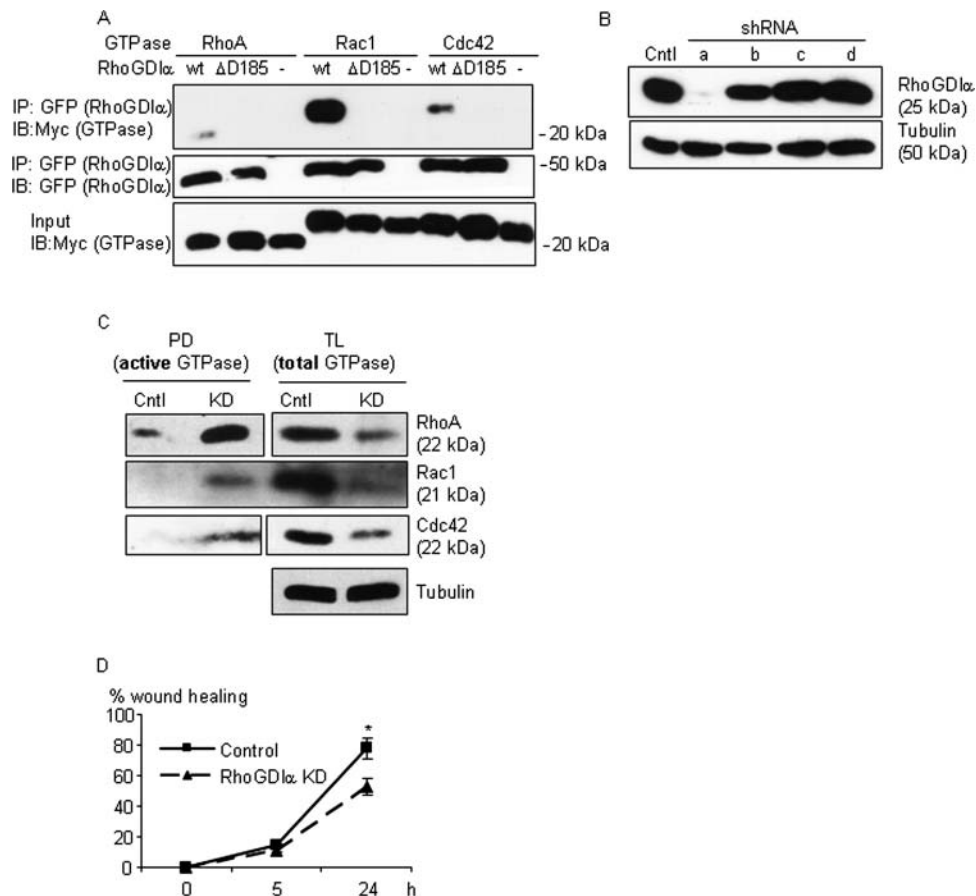 A
GTPase RhoA Rac1 Cdc42
RhoGDIα wt ΔD185 - wt ΔD185 - wt ΔD185 -
IP: GFP (RhoGDIα)
IB:Myc (GTPase)
-20 kDa
IP: GFP (RhoGDIα)
IB: GFP (RhoGDIα)
-50 kDa
Input
IB:Myc (GTPase)
-20 kDa
B
shRNA
Cntl a b c d
RhoGDIα
(25 kDa)
Tubulin
(50 kDa)
C
PD TL
(active GTPase) (total GTPase)
Cntl KD Cntl KD
RhoA
(22 kDa)
Rac1
(21 kDa)
Cdc42
(22 kDa)
Tubulin
D
% wound healing
100
80
60
40
20
0
*
Control
RhoGDIα KD
0 5 24 h